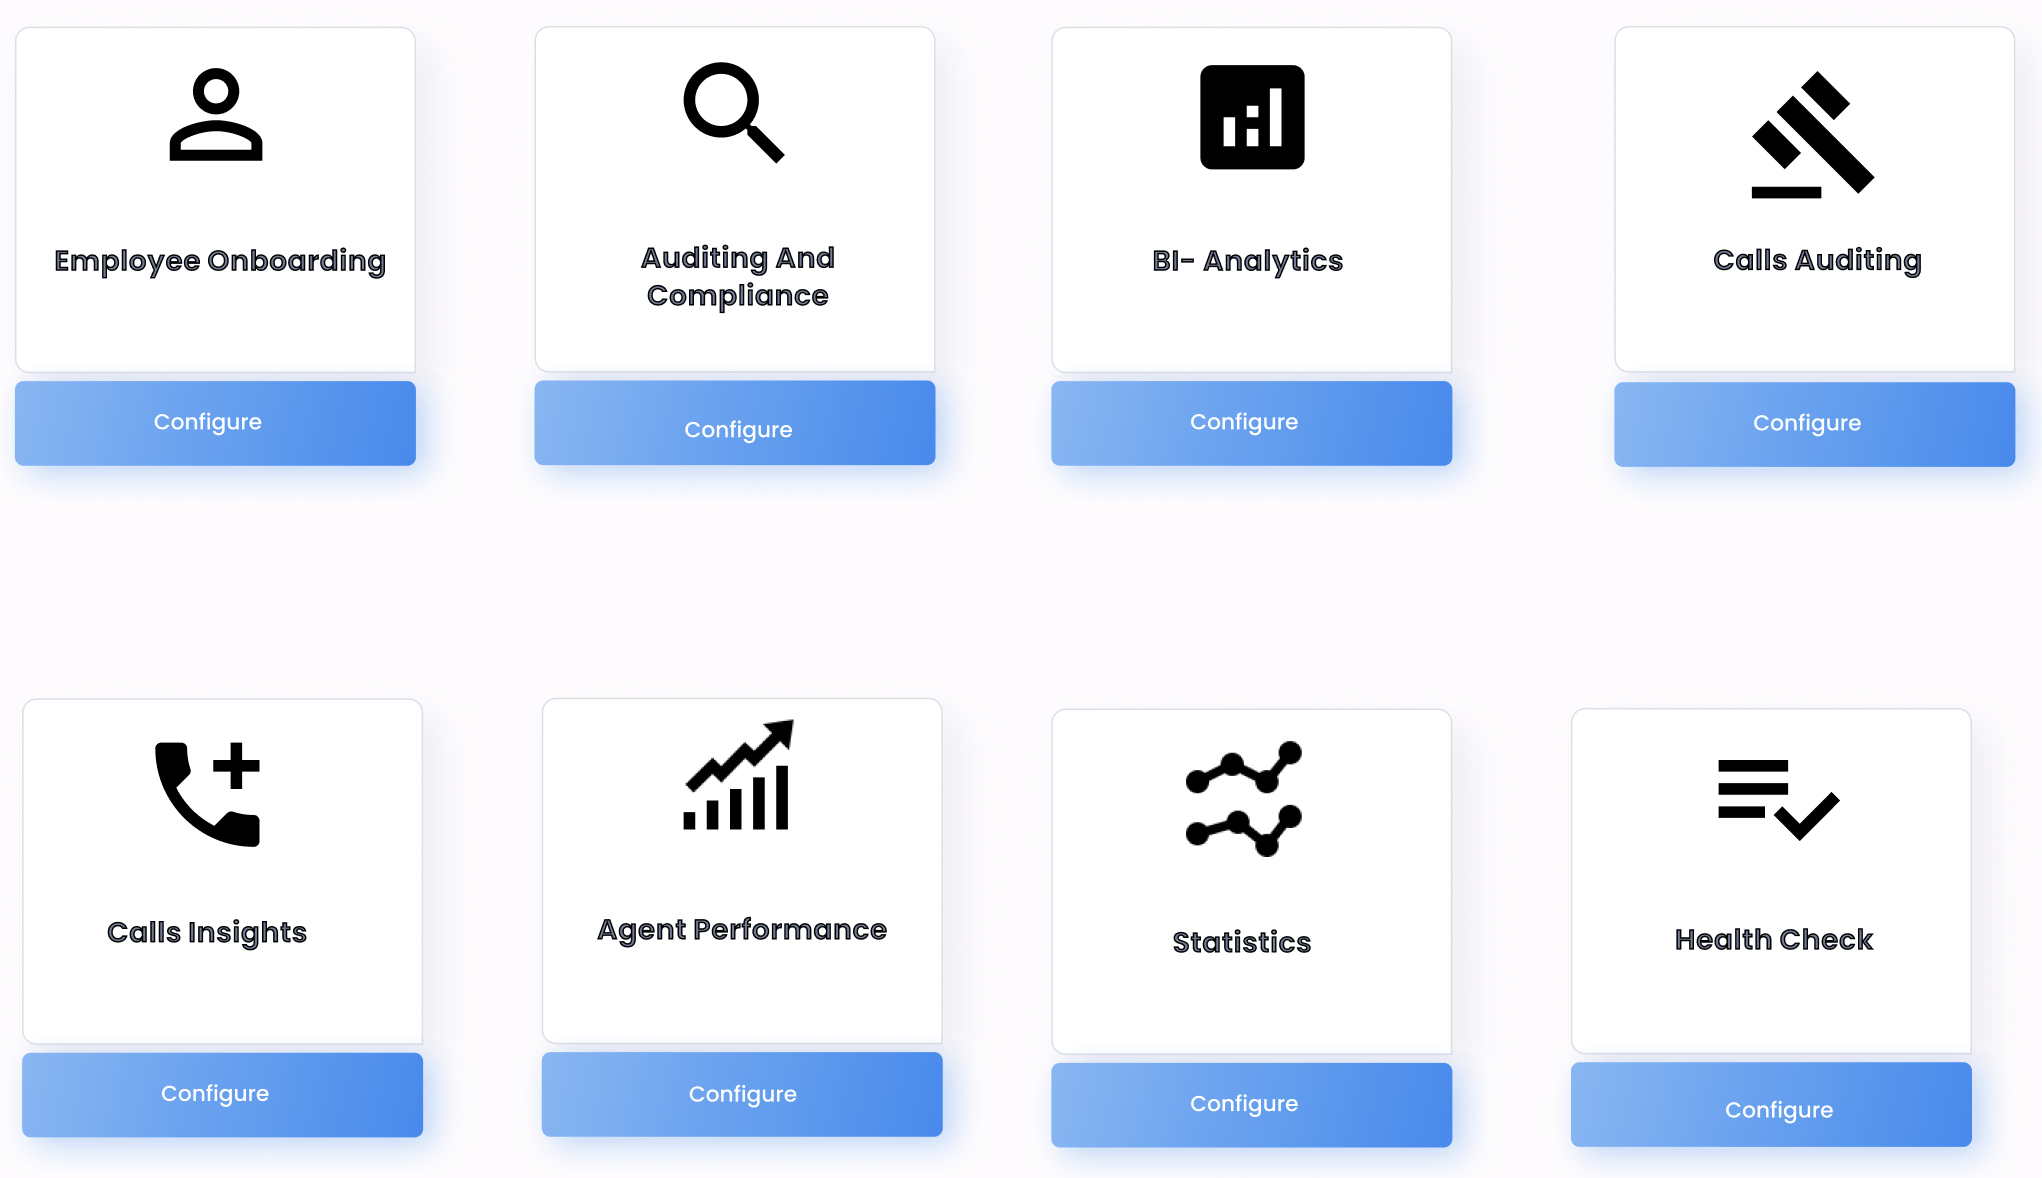 Employee Onboarding
Auditing And
Compliance
BI- Analytics
Calls Auditing
Configure
Configure
Configure
Configure
Calls Insights
Agent Performance
Statistics
Health Check
Configure
Configure
Configure
Configure